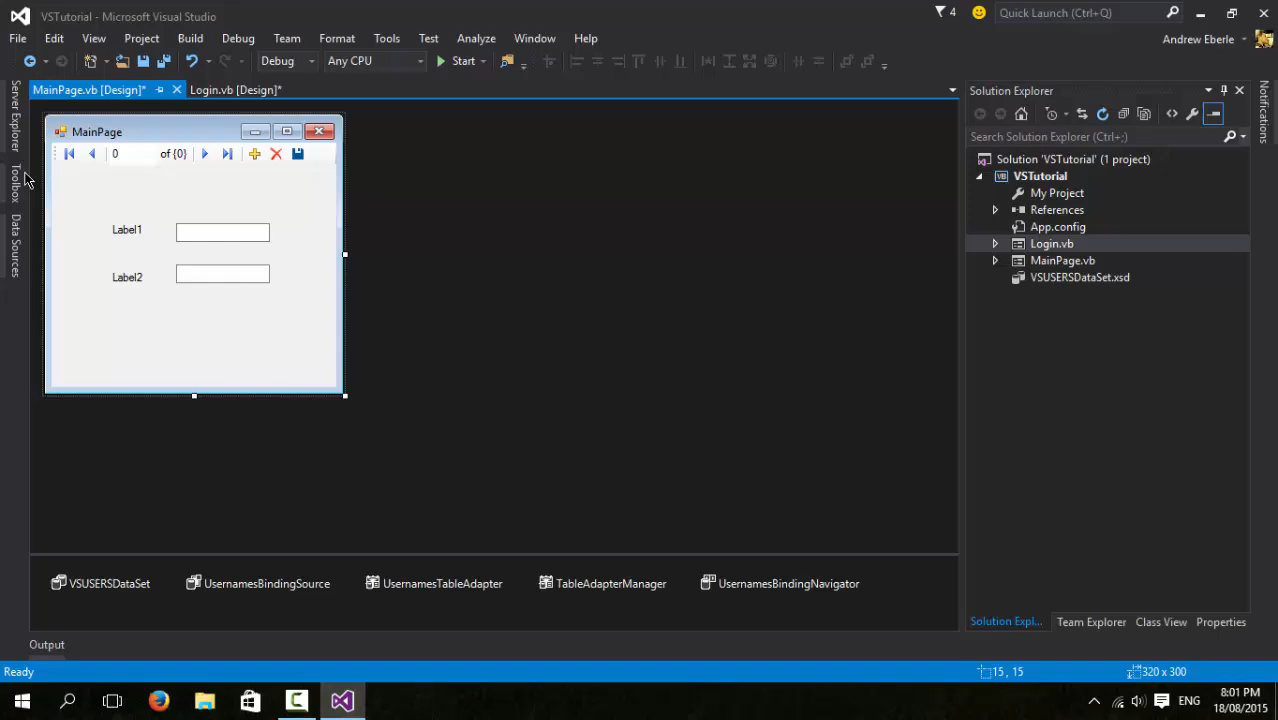 VSTutorial - Microsoft Visual Studio
4
Quick Launch (Ctrl+Q)
File Edit View Project Build Debug Team Format Tools Test Analyze Window Help
Andrew Eberle
Debug Any CPU Start
MainPage.vb [Design]* Login.vb [Design]*
Server Explorer
Toolbox
Data Sources
MainPage
0 of {0}
Label1
Label2
VSUSERSDataSet UsernamesBindingSource UsernamesTableAdapter TableAdapterManager UsernamesBindingNavigator
Solution Explorer
Search Solution Explorer (Ctrl+;)
Solution 'VSTutorial' (1 project)
VB VSTutorial
My Project
References
App.config
Login.vb
MainPage.vb
VSUSERSDataSet.xsd
Solution Expl... Team Explorer Class View Properties
Notifications
Output
Ready 15 , 15 320 x 300
ENG
8:01 PM
18/08/2015